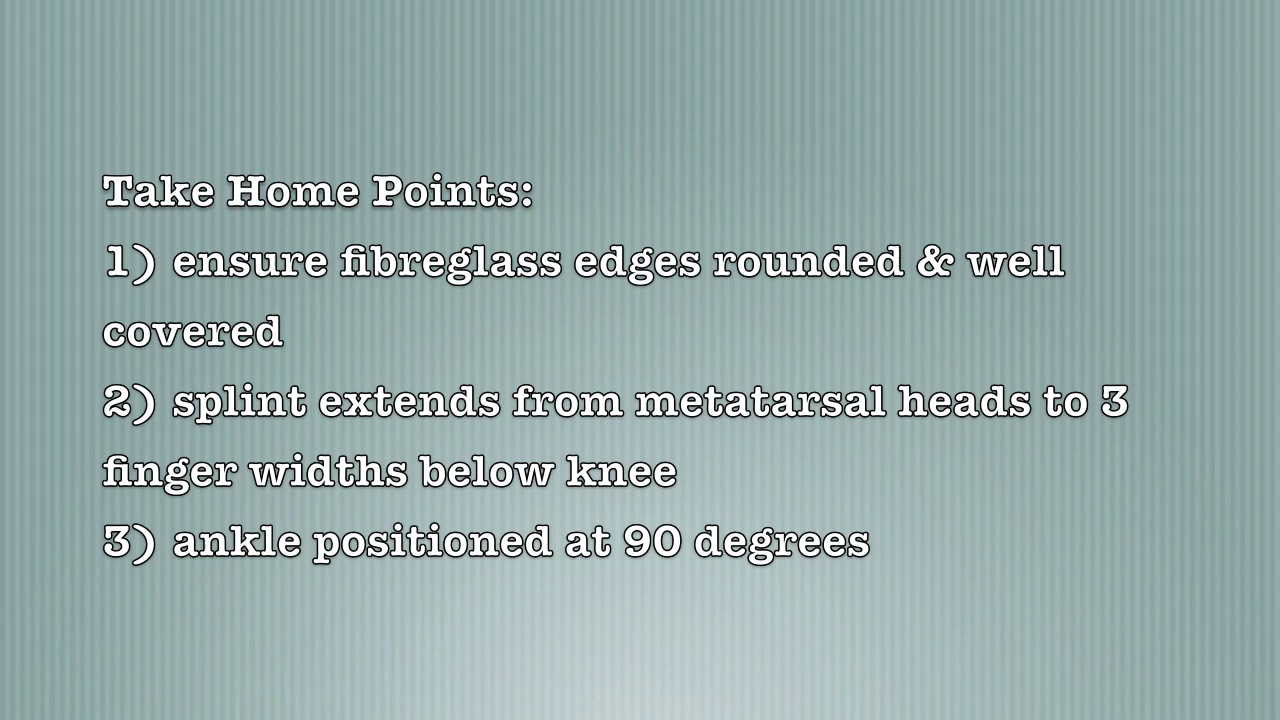 Take Home Points:
1) ensure fibreglass edges rounded & well
covered
2) splint extends from metatarsal heads to 3
finger widths below knee
3) ankle positioned at 90 degrees